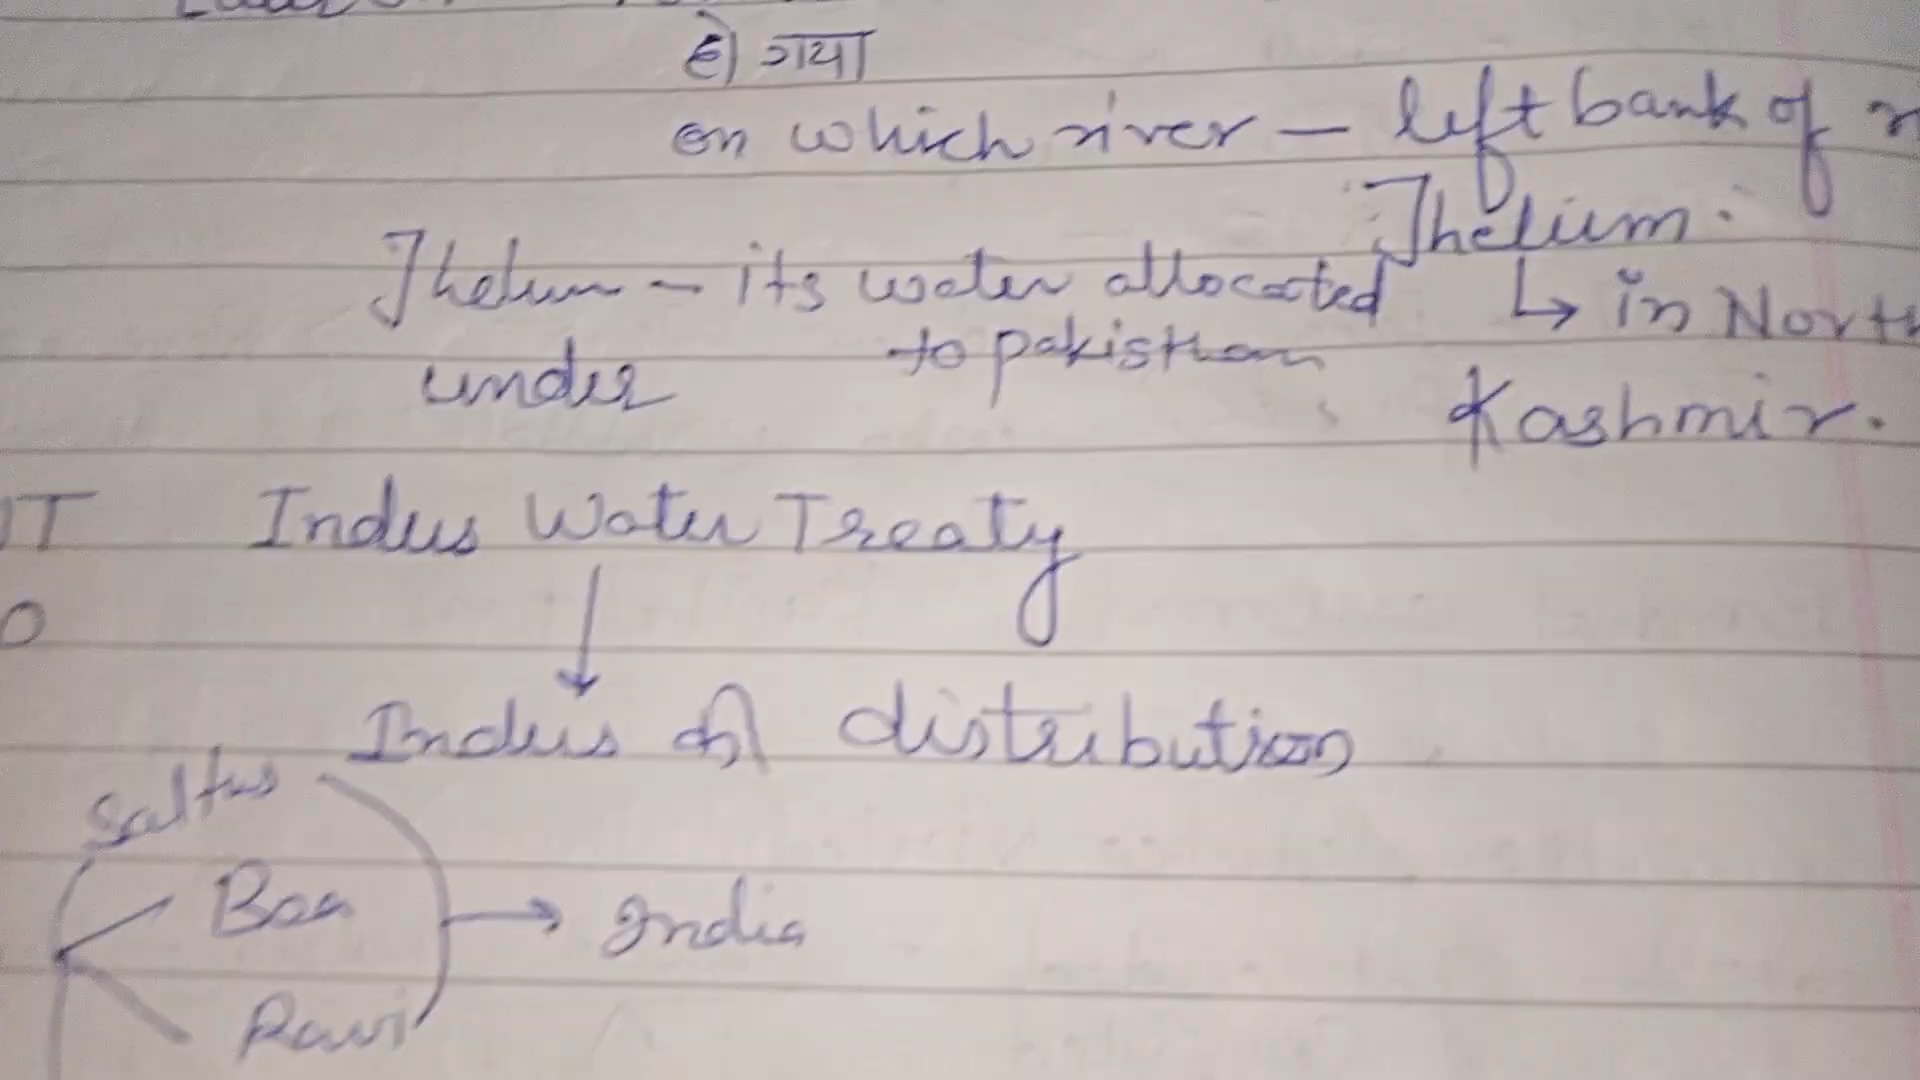 हो गया
on which river – left bank of
Jhelum.
Jhelum – its water allocated
↳ in North
to pakisthan
under
Kashmir.
IT Indus Water Treaty
↓
Indus की distribution
Saltus
Bea
→ India
Ravi